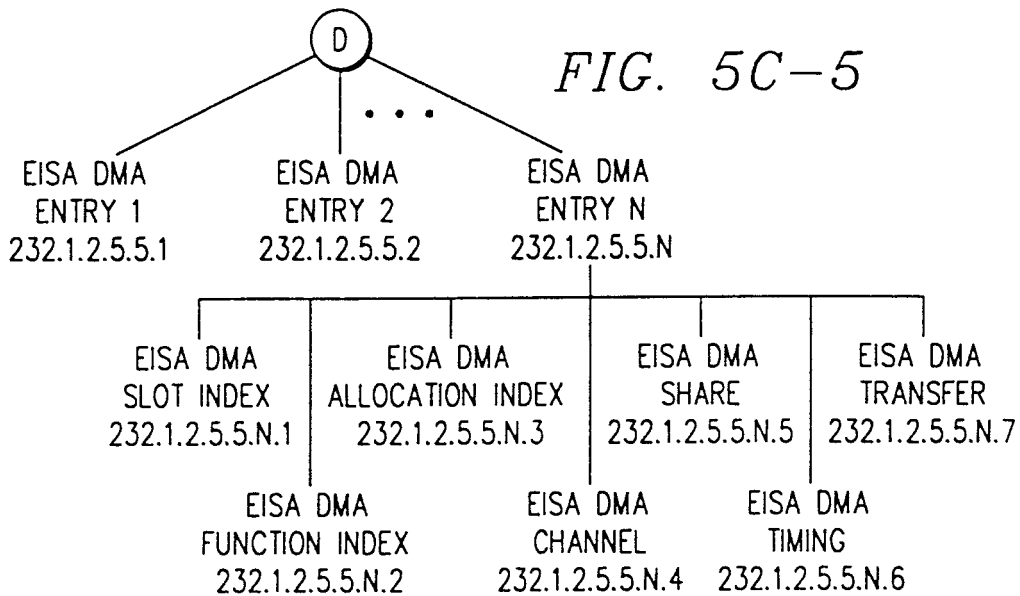 D
FIG. 5C-5
EISA DMA
ENTRY 1
232.1.2.5.5.1
EISA DMA
ENTRY 2
232.1.2.5.5.2
EISA DMA
ENTRY N
232.1.2.5.5.N
EISA DMA
SLOT INDEX
232.1.2.5.5.N.1
EISA DMA
FUNCTION INDEX
232.1.2.5.5.N.2
EISA DMA
ALLOCATION INDEX
232.1.2.5.5.N.3
EISA DMA
CHANNEL
232.1.2.5.5.N.4
EISA DMA
SHARE
232.1.2.5.5.N.5
EISA DMA
TIMING
232.1.2.5.5.N.6
EISA DMA
TRANSFER
232.1.2.5.5.N.7